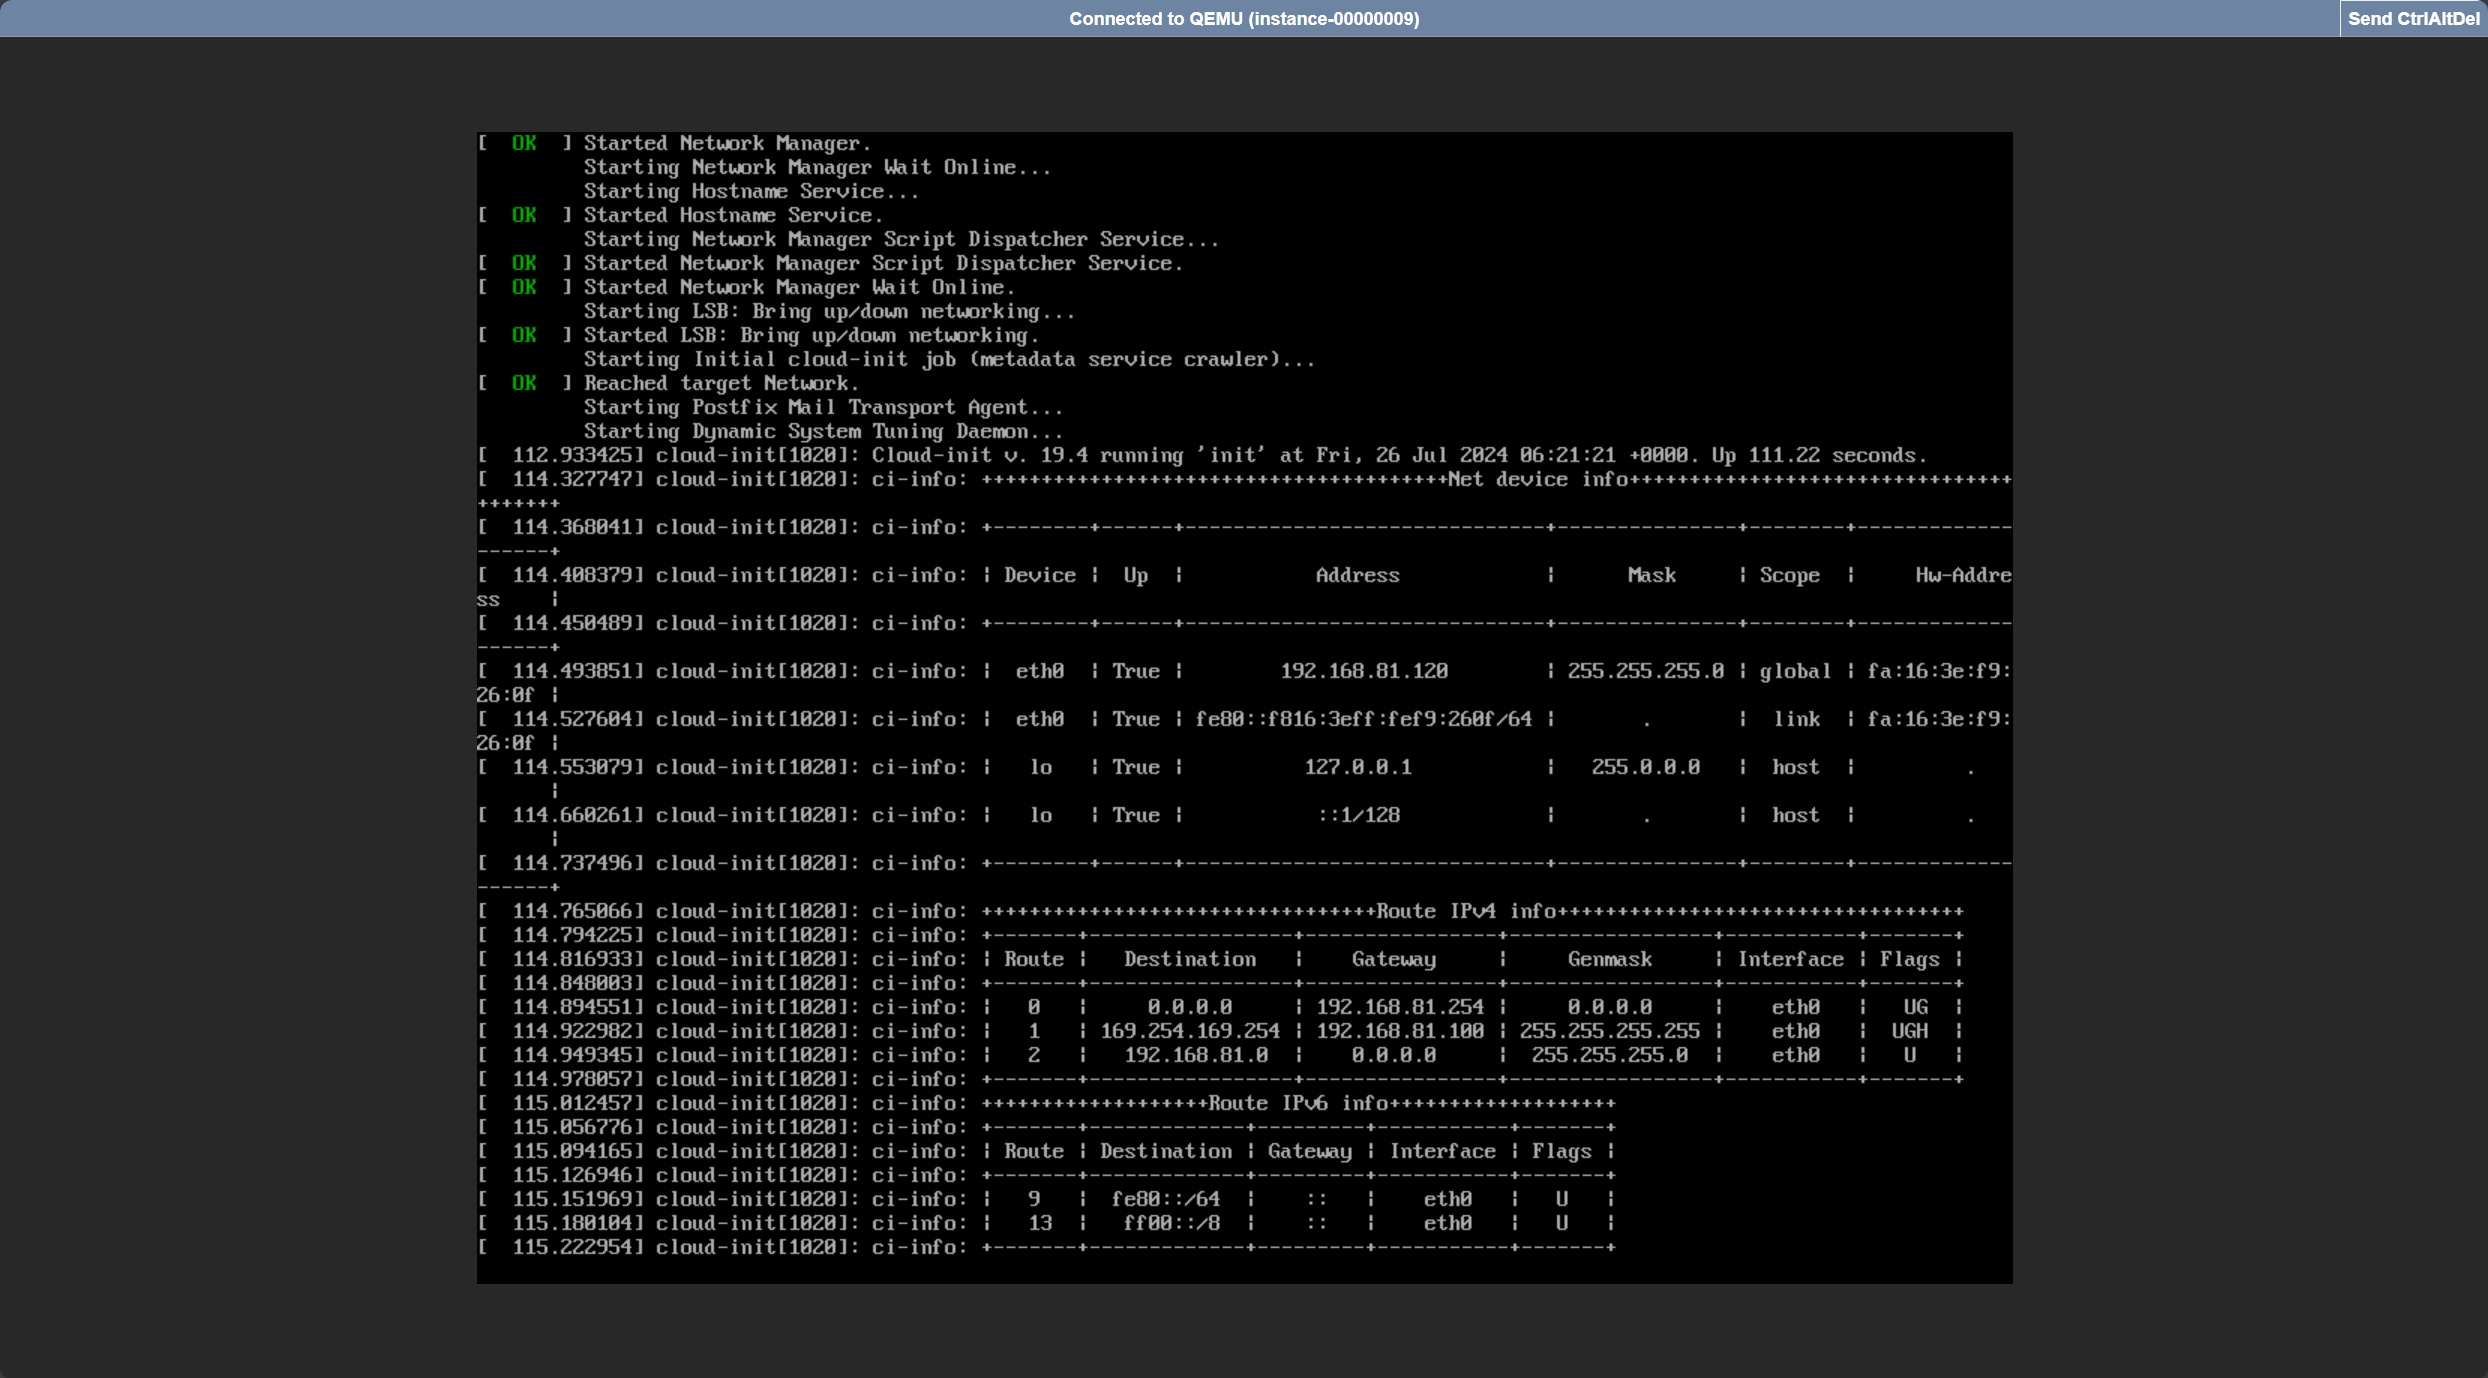 Connected to QEMU (instance-00000009)
Send CtrlAltDel
[  OK  ] Started Network Manager.
         Starting Network Manager Wait Online...
         Starting Hostname Service...
[  OK  ] Started Hostname Service.
         Starting Network Manager Script Dispatcher Service...
[  OK  ] Started Network Manager Script Dispatcher Service.
[  OK  ] Started Network Manager Wait Online.
         Starting LSB: Bring up/down networking...
[  OK  ] Started LSB: Bring up/down networking.
         Starting Initial cloud-init job (metadata service crawler)...
[  OK  ] Reached target Network.
         Starting Postfix Mail Transport Agent...
         Starting Dynamic System Tuning Daemon...
[  112.933425] cloud-init[1020]: Cloud-init v. 19.4 running 'init' at Fri, 26 Jul 2024 06:21:21 +0000. Up 111.22 seconds.
[  114.327747] cloud-init[1020]: ci-info: +++++++++++++++++++++++++++++++++++++++Net device info++++++++++++++++++++++++++++++++
+++++++
[  114.368041] cloud-init[1020]: ci-info: +--------+------+------------------------------+---------------+--------+-------------
------+
[  114.408379] cloud-init[1020]: ci-info: | Device |  Up  |           Address            |      Mask     | Scope  |     Hw-Addre
ss     |
[  114.450489] cloud-init[1020]: ci-info: +--------+------+------------------------------+---------------+--------+-------------
------+
[  114.493851] cloud-init[1020]: ci-info: |  eth0  | True |        192.168.81.120        | 255.255.255.0 | global | fa:16:3e:f9:
26:0f |
[  114.527604] cloud-init[1020]: ci-info: |  eth0  | True | fe80::f816:3eff:fef9:260f/64 |       .       |  link  | fa:16:3e:f9:
26:0f |
[  114.553079] cloud-init[1020]: ci-info: |   lo   | True |          127.0.0.1           |   255.0.0.0   |  host  |         .
      |
[  114.660261] cloud-init[1020]: ci-info: |   lo   | True |           ::1/128            |       .       |  host  |         .
      |
[  114.737496] cloud-init[1020]: ci-info: +--------+------+------------------------------+---------------+--------+-------------
------+
[  114.765066] cloud-init[1020]: ci-info: +++++++++++++++++++++++++++++++++Route IPv4 info++++++++++++++++++++++++++++++++++
[  114.794225] cloud-init[1020]: ci-info: +-------+-----------------+----------------+-----------------+-----------+-------+
[  114.816933] cloud-init[1020]: ci-info: | Route |   Destination   |    Gateway     |     Genmask     | Interface | Flags |
[  114.848003] cloud-init[1020]: ci-info: +-------+-----------------+----------------+-----------------+-----------+-------+
[  114.894551] cloud-init[1020]: ci-info: |   0   |     0.0.0.0     | 192.168.81.254 |     0.0.0.0     |    eth0   |   UG  |
[  114.922982] cloud-init[1020]: ci-info: |   1   | 169.254.169.254 | 192.168.81.100 | 255.255.255.255 |    eth0   |  UGH  |
[  114.949345] cloud-init[1020]: ci-info: |   2   |   192.168.81.0  |    0.0.0.0     |  255.255.255.0  |    eth0   |   U   |
[  114.978057] cloud-init[1020]: ci-info: +-------+-----------------+----------------+-----------------+-----------+-------+
[  115.012457] cloud-init[1020]: ci-info: +++++++++++++++++++Route IPv6 info+++++++++++++++++++
[  115.056776] cloud-init[1020]: ci-info: +-------+-------------+---------+-----------+-------+
[  115.094165] cloud-init[1020]: ci-info: | Route | Destination | Gateway | Interface | Flags |
[  115.126946] cloud-init[1020]: ci-info: +-------+-------------+---------+-----------+-------+
[  115.151969] cloud-init[1020]: ci-info: |   9   |  fe80::/64  |    ::   |    eth0   |   U   |
[  115.180104] cloud-init[1020]: ci-info: |   13  |   ff00::/8  |    ::   |    eth0   |   U   |
[  115.222954] cloud-init[1020]: ci-info: +-------+-------------+---------+-----------+-------+